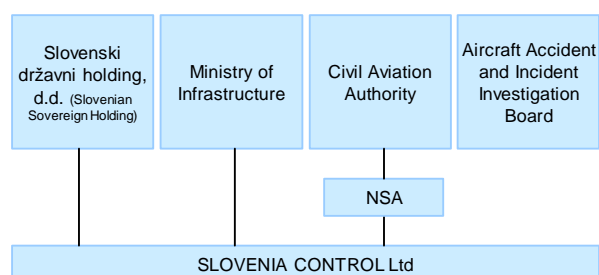 Slovenski
državni holding,
d.d. (Slovenian
Sovereign Holding)
Ministry of
Infrastructure
Civil Aviation
Authority
Aircraft Accident
and Incident
Investigation
Board
NSA
SLOVENIA CONTROL Ltd